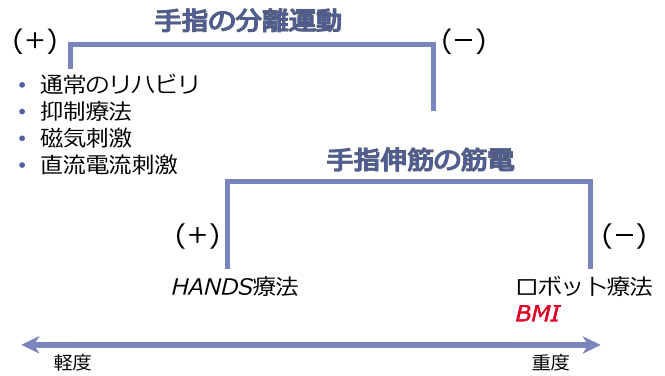 手指の分離運動
(＋)
(－)
• 通常のリハビリ
• 抑制療法
• 磁気刺激
• 直流電流刺激
手指伸筋の筋電
(＋)
(－)
HANDS療法
ロボット療法
BMI
軽度
重度